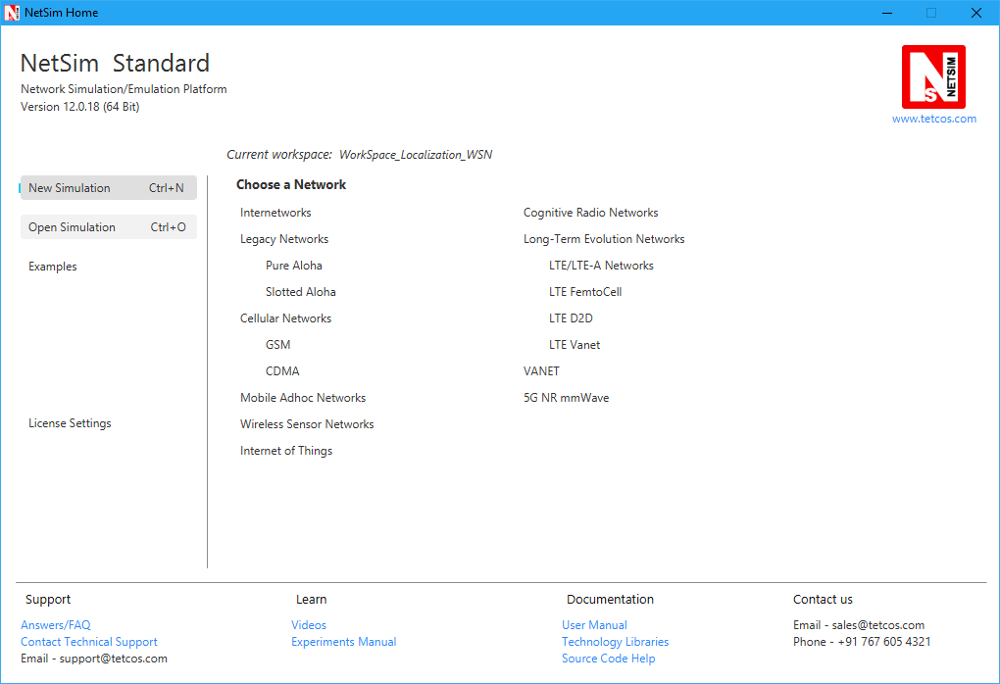 NetSim Home
NetSim Standard
Network Simulation/Emulation Platform
Version 12.0.18 (64 Bit)
NS NETSIM
www.tetcos.com
Current workspace: WorkSpace_Localization_WSN
New Simulation Ctrl+N
Open Simulation Ctrl+O
Examples
License Settings
Choose a Network
Internetworks
Legacy Networks
Pure Aloha
Slotted Aloha
Cellular Networks
GSM
CDMA
Mobile Adhoc Networks
Wireless Sensor Networks
Internet of Things
Cognitive Radio Networks
Long-Term Evolution Networks
LTE/LTE-A Networks
LTE FemtoCell
LTE D2D
LTE Vanet
VANET
5G NR mmWave
Support
Answers/FAQ
Contact Technical Support
Email - support@tetcos.com
Learn
Videos
Experiments Manual
Documentation
User Manual
Technology Libraries
Source Code Help
Contact us
Email - sales@tetcos.com
Phone - +91 767 605 4321